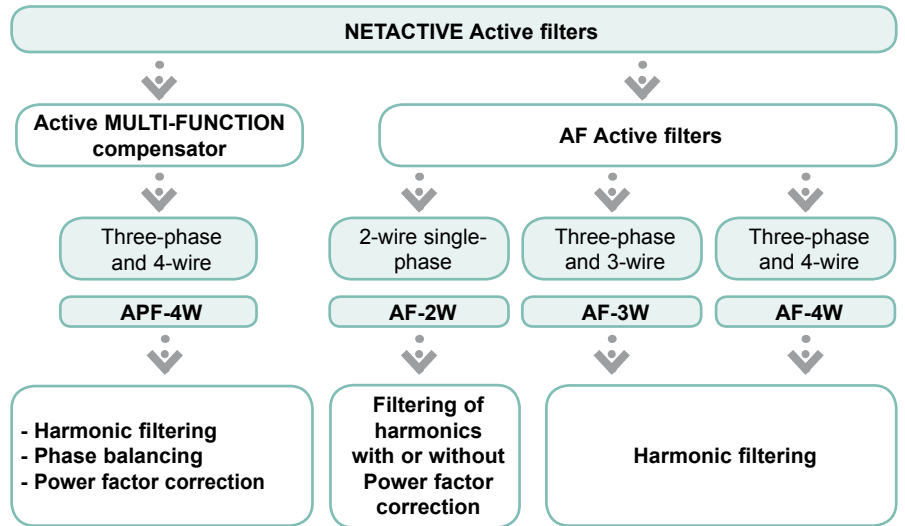 NETACTIVE Active filters
Active MULTI-FUNCTION
compensator
AF Active filters
Three-phase
and 4-wire
2-wire single-
phase
Three-phase
and 3-wire
Three-phase
and 4-wire
APF-4W
AF-2W
AF-3W
AF-4W
- Harmonic filtering
- Phase balancing
- Power factor correction
Filtering of
harmonics
with or without
Power factor
correction
Harmonic filtering